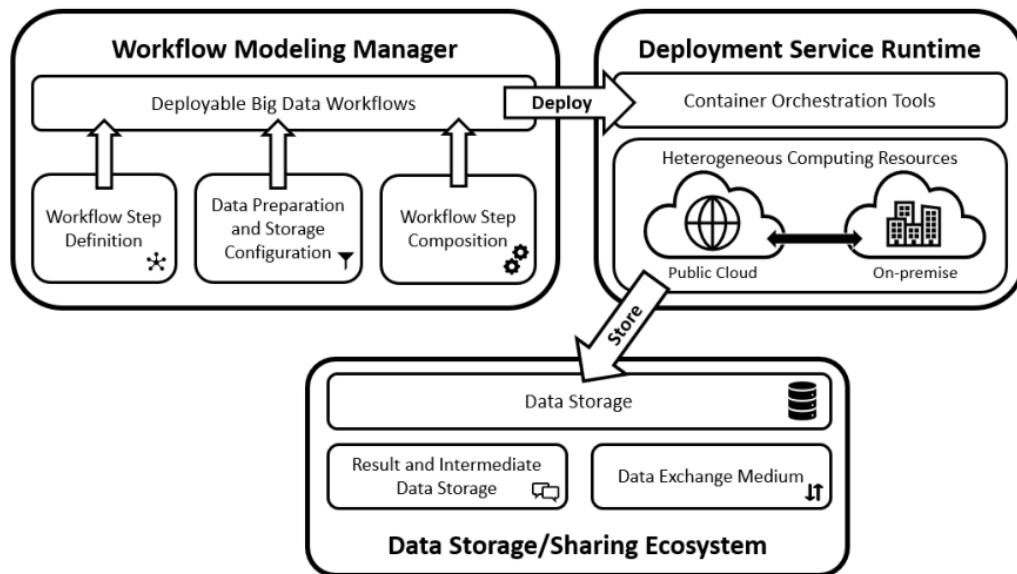 Workflow Modeling Manager
Deployable Big Data Workflows
Workflow Step
Definition
Data Preparation
and Storage
Configuration
Workflow Step
Composition
Deploy
Deployment Service Runtime
Container Orchestration Tools
Heterogeneous Computing Resources
Public Cloud
On-premise
Store
Data Storage
Result and Intermediate
Data Storage
Data Exchange Medium
Data Storage/Sharing Ecosystem